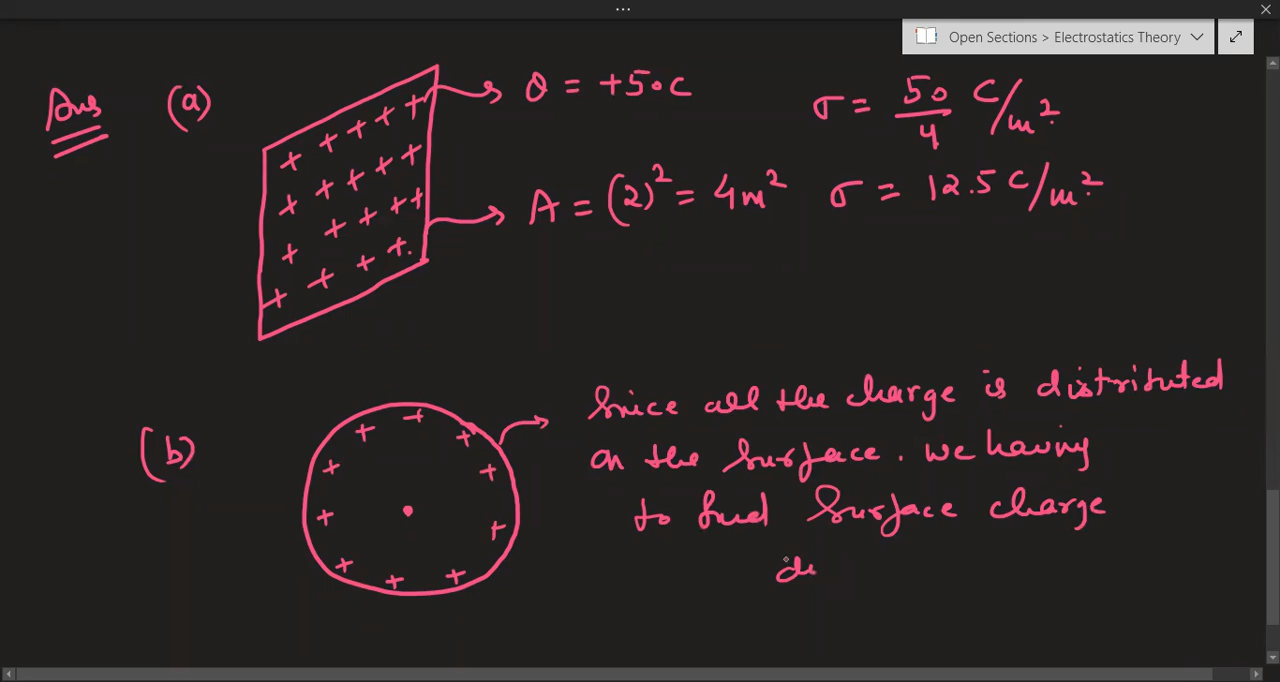 ...
Open Sections > Electrostatics Theory
Ans (a) Q = +50C σ = 50/4 C/m²
A = (2)² = 4m² σ = 12.5 C/m²
(b) Since all the charge is distributed
on the surface. We having
to find surface charge
de